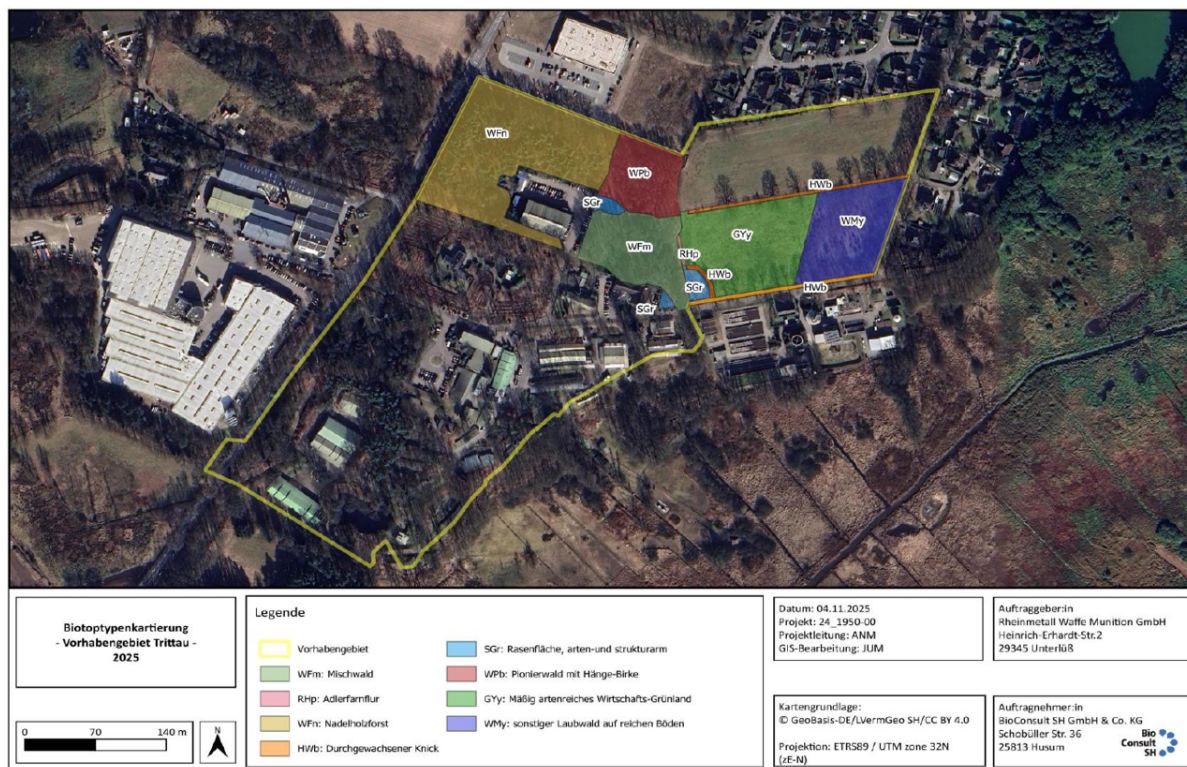 WFn
WPb
SGr
HWb
WMy
GYy
WFm
RHp
HWb
SGr
HWb
SGr
Biotoptypenkartierung
- Vorhabengebiet Trittau -
2025
0 70 140 m
N
Legende
Vorhabengebiet
WFm: Mischwald
RHp: Adlerfarnflur
WFn: Nadelholzforst
HWb: Durchgewachsener Knick
SGr: Rasenfläche, arten-und strukturarm
WPb: Pionierwald mit Hänge-Birke
GYy: Mäßig artenreiches Wirtschafts-Grünland
WMy: sonstiger Laubwald auf reichen Böden
Datum: 04.11.2025
Projekt: 24_1950-00
Projektleitung: ANM
GIS-Bearbeitung: JUM
Auftraggeber:in
Rheinmetall Waffe Munition GmbH
Heinrich-Erhardt-Str.2
29345 Unterlüß
Kartengrundlage:
© GeoBasis-DE/LVermGeo SH/CC BY 4.0
Projektion: ETRS89 / UTM zone 32N
(zE-N)
Auftragnehmer:in
BioConsult SH GmbH & Co. KG
Schobüller Str. 36
25813 Husum
Bio
Consult
SH